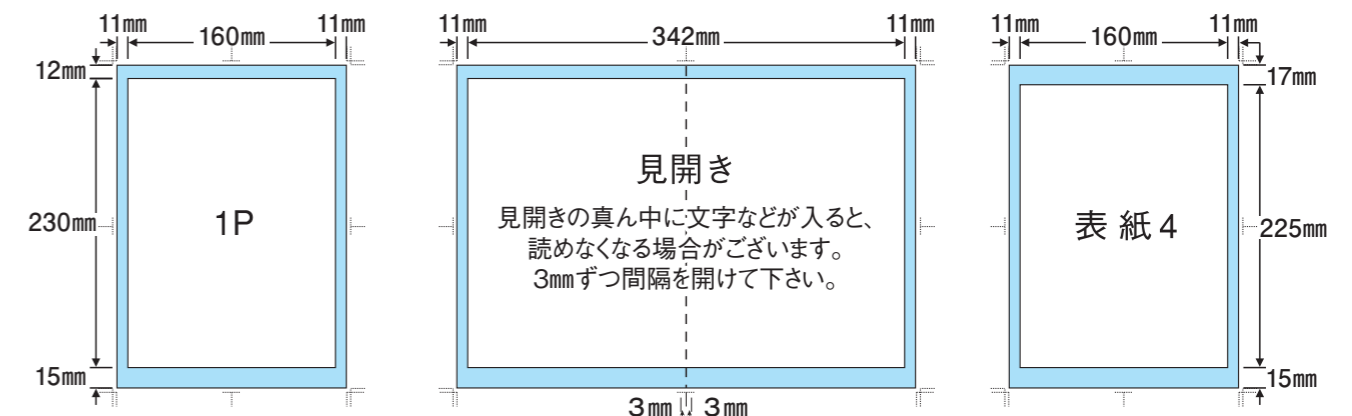 11㎜ 11㎜
160㎜
12㎜
230㎜
1P
15㎜
11㎜ 11㎜
342㎜
見開き
見開きの真ん中に文字などが入ると、
読めなくなる場合がございます。
3㎜ずつ間隔を開けて下さい。
3㎜ 3㎜
11㎜ 11㎜
160㎜
17㎜
表紙4
225㎜
15㎜